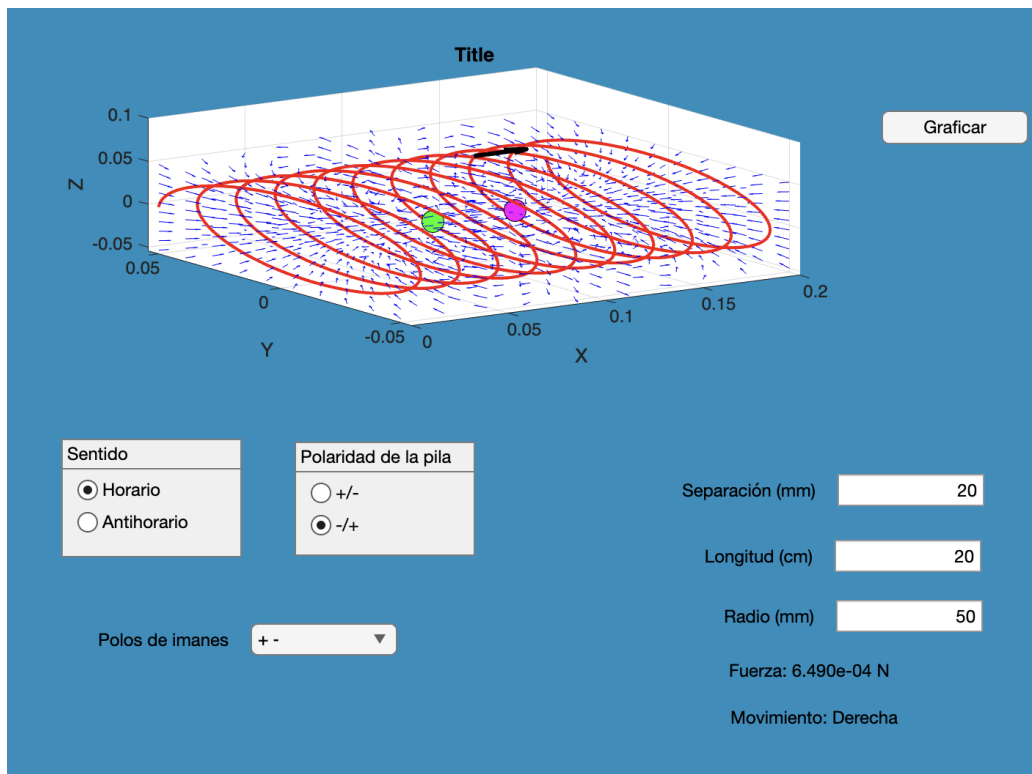 Title
Graficar
0.1
0.05
0
-0.05
Z
0.05
0
-0.05
Y
0
0.05
0.1
0.15
0.2
X
Sentido
Horario
Antihorario
Polaridad de la pila
+/-
-/+
Separación (mm)
20
Longitud (cm)
20
Radio (mm)
50
Polos de imanes
+ -
Fuerza: 6.490e-04 N
Movimiento: Derecha